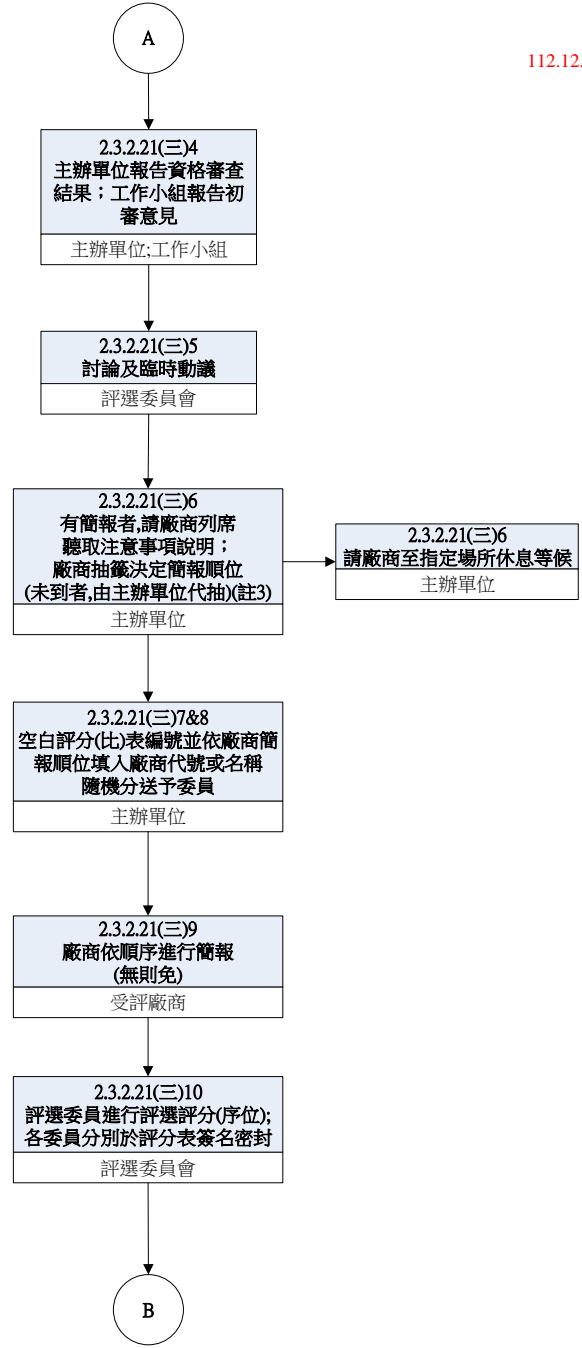 A
112.12.
2.3.2.21(三)4
主辦單位報告資格審查
結果；工作小組報告初
審意見
主辦單位;工作小組
2.3.2.21(三)5
討論及臨時動議
評選委員會
2.3.2.21(三)6
有簡報者,請廠商列席
聽取注意事項說明；
廠商抽籤決定簡報順位
(未到者,由主辦單位代抽)(註3)
主辦單位
2.3.2.21(三)6
請廠商至指定場所休息等候
主辦單位
2.3.2.21(三)7&8
空白評分(比)表編號並依廠商簡
報順位填入廠商代號或名稱
隨機分送予委員
主辦單位
2.3.2.21(三)9
廠商依順序進行簡報
(無則免)
受評廠商
2.3.2.21(三)10
評選委員進行評選評分(序位);
各委員分別於評分表簽名密封
評選委員會
B